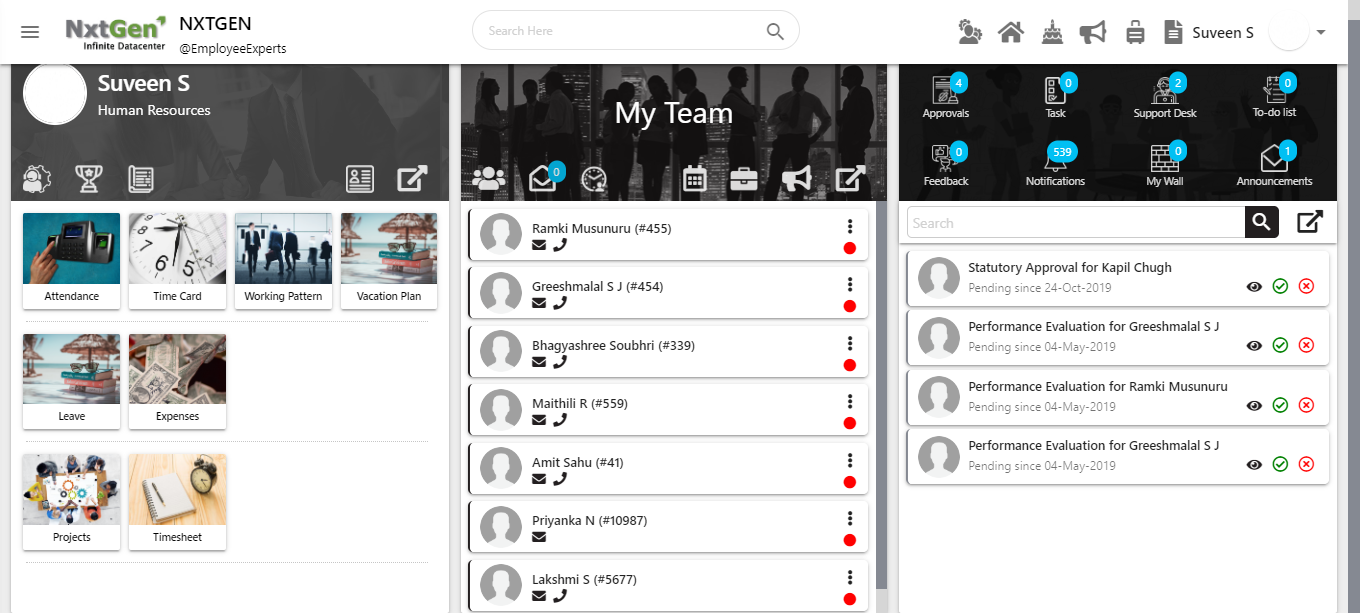 NxtGen
Infinite Datacenter
NXTGEN
@EmployeeExperts
Search Here
Suveen S
Suveen S
Human Resources
Attendance
Time Card
Working Pattern
Vacation Plan
Leave
Expenses
Projects
Timesheet
My Team
0
Ramki Musunuru (#455)
Greeshmalal S J (#454)
Bhagyashree Soubhri (#339)
Maithili R (#559)
Amit Sahu (#41)
Priyanka N (#10987)
Lakshmi S (#5677)
4
Approvals
0
Task
2
Support Desk
0
To-do list
0
Feedback
539
Notifications
0
My Wall
1
Announcements
Search
Statutory Approval for Kapil Chugh
Pending since 24-Oct-2019
Performance Evaluation for Greeshmalal S J
Pending since 04-May-2019
Performance Evaluation for Ramki Musunuru
Pending since 04-May-2019
Performance Evaluation for Greeshmalal S J
Pending since 04-May-2019